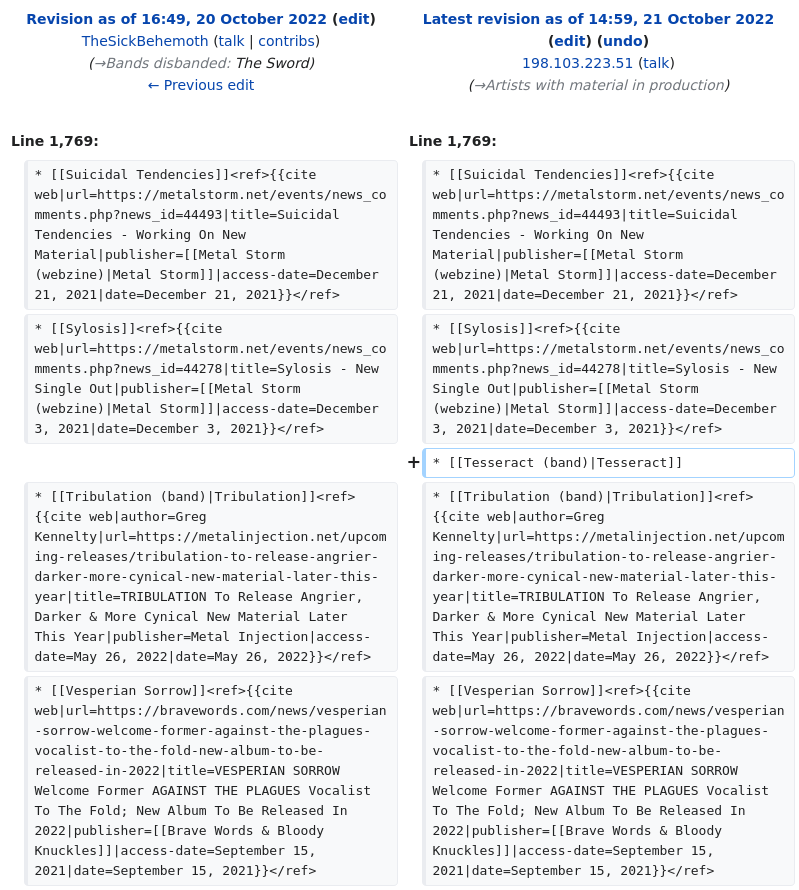 Revision as of 16:49, 20 October 2022 (edit)
TheSickBehemoth (talk | contribs)
(→Bands disbanded: The Sword)
← Previous edit
Latest revision as of 14:59, 21 October 2022
(edit) (undo)
198.103.223.51 (talk)
(→Artists with material in production)
Line 1,769:
Line 1,769:
* [[Suicidal Tendencies]]<ref>{{cite
web|url=https://metalstorm.net/events/news_co
mments.php?news_id=44493|title=Suicidal
Tendencies - Working On New
Material|publisher=[[Metal Storm
(webzine)|Metal Storm]]|access-date=December
21, 2021|date=December 21, 2021}}</ref>
* [[Suicidal Tendencies]]<ref>{{cite
web|url=https://metalstorm.net/events/news_co
mments.php?news_id=44493|title=Suicidal
Tendencies - Working On New
Material|publisher=[[Metal Storm
(webzine)|Metal Storm]]|access-date=December
21, 2021|date=December 21, 2021}}</ref>
* [[Sylosis]]<ref>{{cite
web|url=https://metalstorm.net/events/news_co
mments.php?news_id=44278|title=Sylosis - New
Single Out|publisher=[[Metal Storm
(webzine)|Metal Storm]]|access-date=December
3, 2021|date=December 3, 2021}}</ref>
* [[Sylosis]]<ref>{{cite
web|url=https://metalstorm.net/events/news_co
mments.php?news_id=44278|title=Sylosis - New
Single Out|publisher=[[Metal Storm
(webzine)|Metal Storm]]|access-date=December
3, 2021|date=December 3, 2021}}</ref>
+ * [[Tesseract (band)|Tesseract]]
* [[Tribulation (band)|Tribulation]]<ref>
{{cite web|author=Greg
Kennelty|url=https://metalinjection.net/upcom
ing-releases/tribulation-to-release-angrier-
darker-more-cynical-new-material-later-this-
year|title=TRIBULATION To Release Angrier,
Darker & More Cynical New Material Later
This Year|publisher=Metal Injection|access-
date=May 26, 2022|date=May 26, 2022}}</ref>
* [[Tribulation (band)|Tribulation]]<ref>
{{cite web|author=Greg
Kennelty|url=https://metalinjection.net/upcom
ing-releases/tribulation-to-release-angrier-
darker-more-cynical-new-material-later-this-
year|title=TRIBULATION To Release Angrier,
Darker & More Cynical New Material Later
This Year|publisher=Metal Injection|access-
date=May 26, 2022|date=May 26, 2022}}</ref>
* [[Vesperian Sorrow]]<ref>{{cite
web|url=https://bravewords.com/news/vesperian
-sorrow-welcome-former-against-the-plagues-
vocalist-to-the-fold-new-album-to-be-
released-in-2022|title=VESPERIAN SORROW
Welcome Former AGAINST THE PLAGUES Vocalist
To The Fold; New Album To Be Released In
2022|publisher=[[Brave Words & Bloody
Knuckles]]|access-date=September 15,
2021|date=September 15, 2021}}</ref>
* [[Vesperian Sorrow]]<ref>{{cite
web|url=https://bravewords.com/news/vesperian
-sorrow-welcome-former-against-the-plagues-
vocalist-to-the-fold-new-album-to-be-
released-in-2022|title=VESPERIAN SORROW
Welcome Former AGAINST THE PLAGUES Vocalist
To The Fold; New Album To Be Released In
2022|publisher=[[Brave Words & Bloody
Knuckles]]|access-date=September 15,
2021|date=September 15, 2021}}</ref>